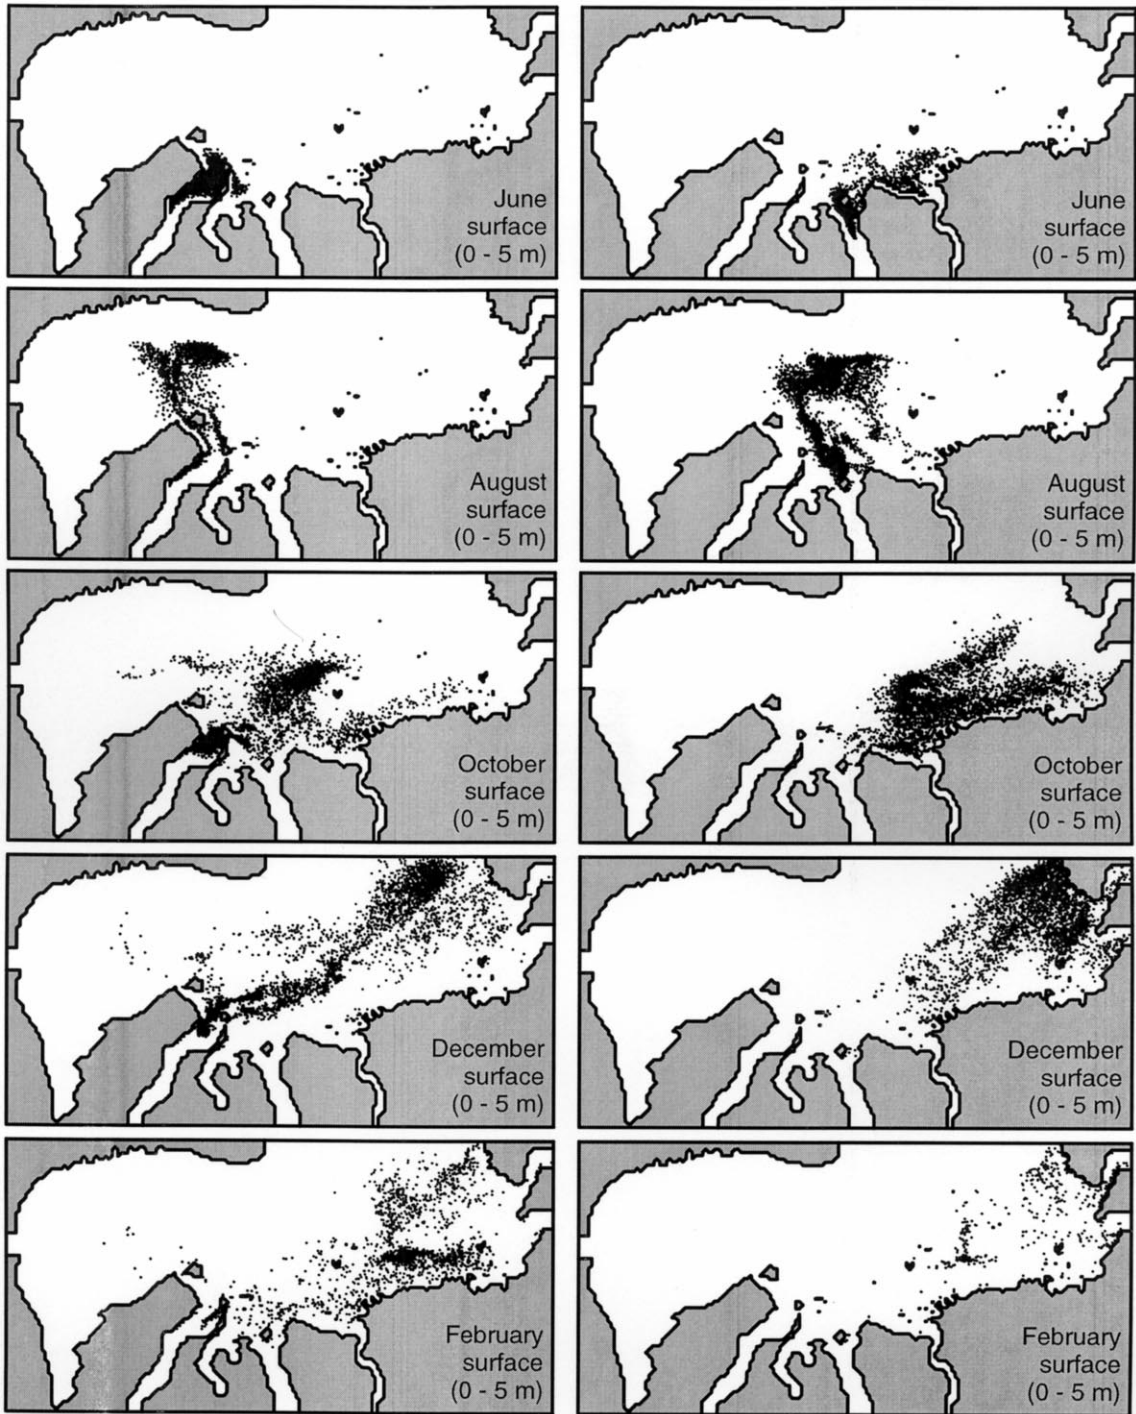 June
surface
(0 - 5 m)
June
surface
(0 - 5 m)
August
surface
(0 - 5 m)
August
surface
(0 - 5 m)
October
surface
(0 - 5 m)
October
surface
(0 - 5 m)
December
surface
(0 - 5 m)
December
surface
(0 - 5 m)
February
surface
(0 - 5 m)
February
surface
(0 - 5 m)